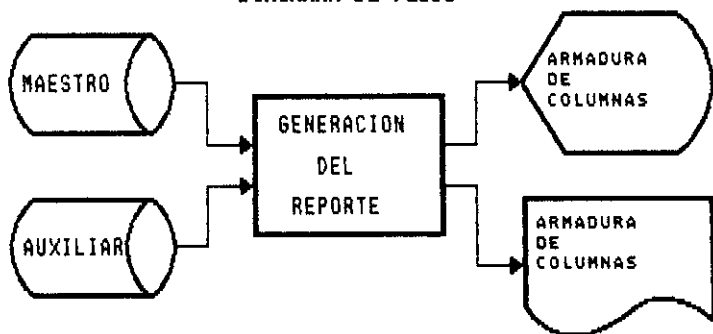 MAESTRO
AUXILIAR
GENERACION
DEL
REPORTE
ARMADURA
DE
COLUMNAS
ARMADURA
DE
COLUMNAS